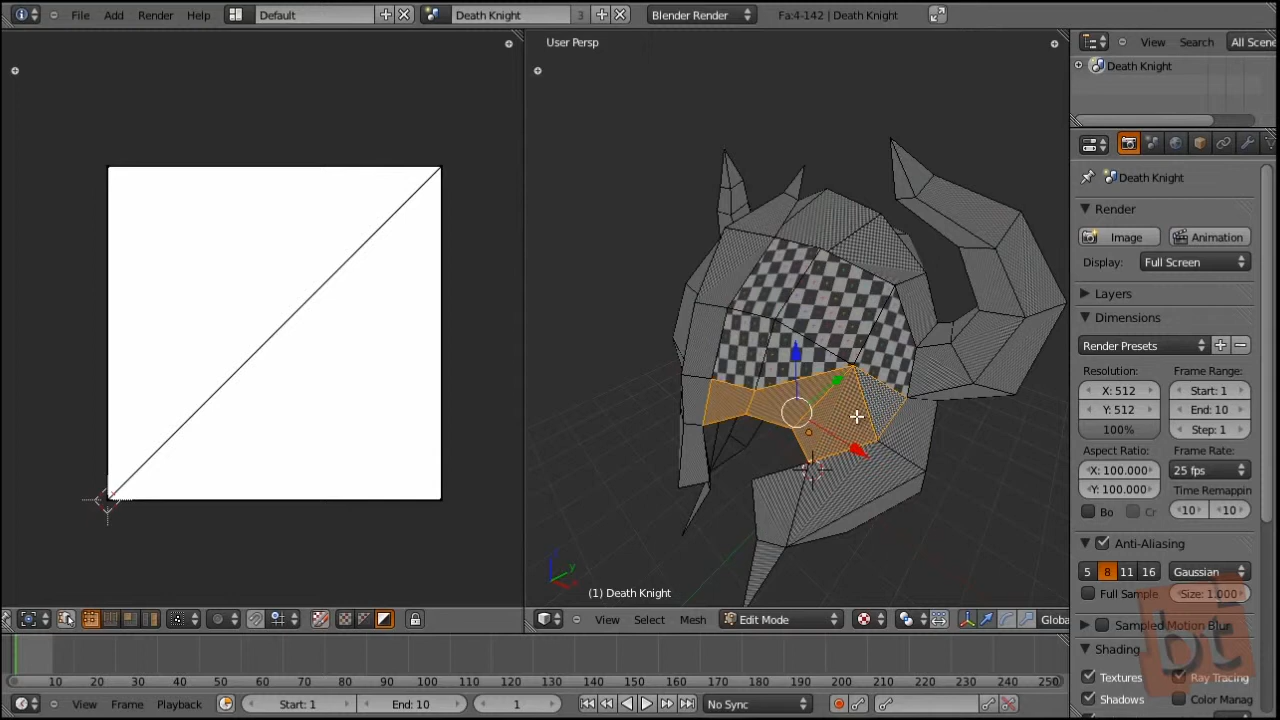 File Add Render Help Default Death Knight 3 Blender Render Fa:4-142 | Death Knight
User Persp
View Search All Scene
Death Knight
Death Knight
Render
Image Animation
Display: Full Screen
Layers
Dimensions
Render Presets
Resolution: Frame Range:
X: 512 Start: 1
Y: 512 End: 10
100% Step: 1
Aspect Ratio: Frame Rate:
X: 100.000 25 fps
Y: 100.000 Time Remappin
Bo Cr 10 10
Anti-Aliasing
5 8 11 16 Gaussian
Full Sample Size: 1.000
Sampled Motion Blur
Shading
Textures Ray Tracing
Shadows Color Manag
bt
y
(1) Death Knight
View Select Mesh Edit Mode Globa
10 20 30 40 50 60 70 80 90 100 110 120 130 140 150 160 170 180 190 200 210 220 230 240 250
View Frame Playback Start: 1 End: 10 1 No Sync